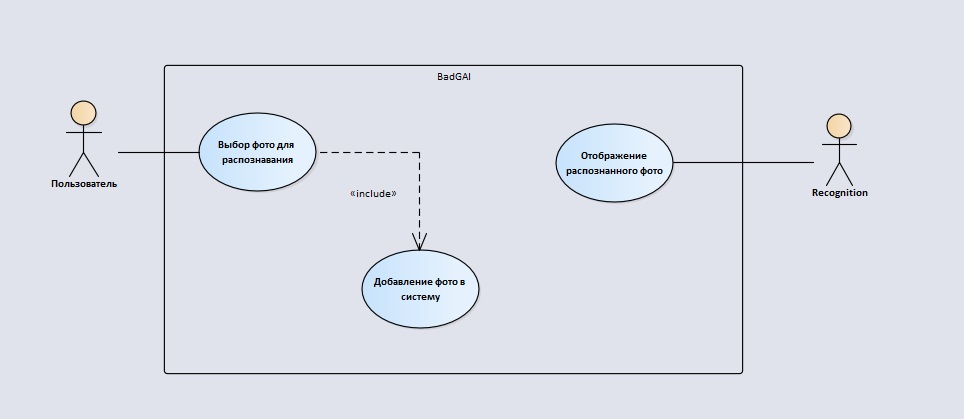 BadGAI
Выбор фото для
распознавания
Отображение
распознанного фото
Пользователь
Recognition
«include»
Добавление фото в
систему